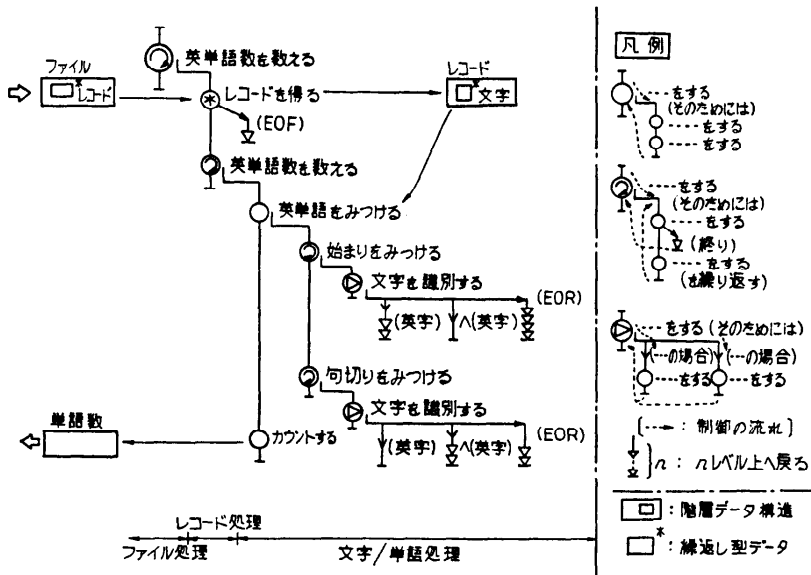 英単語数を数える
ファイル
* レコード
* レコードを得る
レコード
* 文字
(EOF)
英単語数を数える
英単語をみつける
始まりをみつける
文字を識別する
(EOR)
(英字)
^(英字)
句切りをみつける
文字を識別する
(EOR)
(英字)
^(英字)
単語数
カウントする
レコード処理
ファイル処理
文字/単語処理
凡例
……をする
(そのためには)
……をする
……をする
……をする
(そのためには)
……をする
(終り)
……をする
(を繰り返す)
……をする (そのためには)
(…の場合) (…の場合)
……をする ……をする
[……→ : 制御の流れ]
} n : nレベル上へ戻る
: 階層データ構造
* : 繰返し型データ